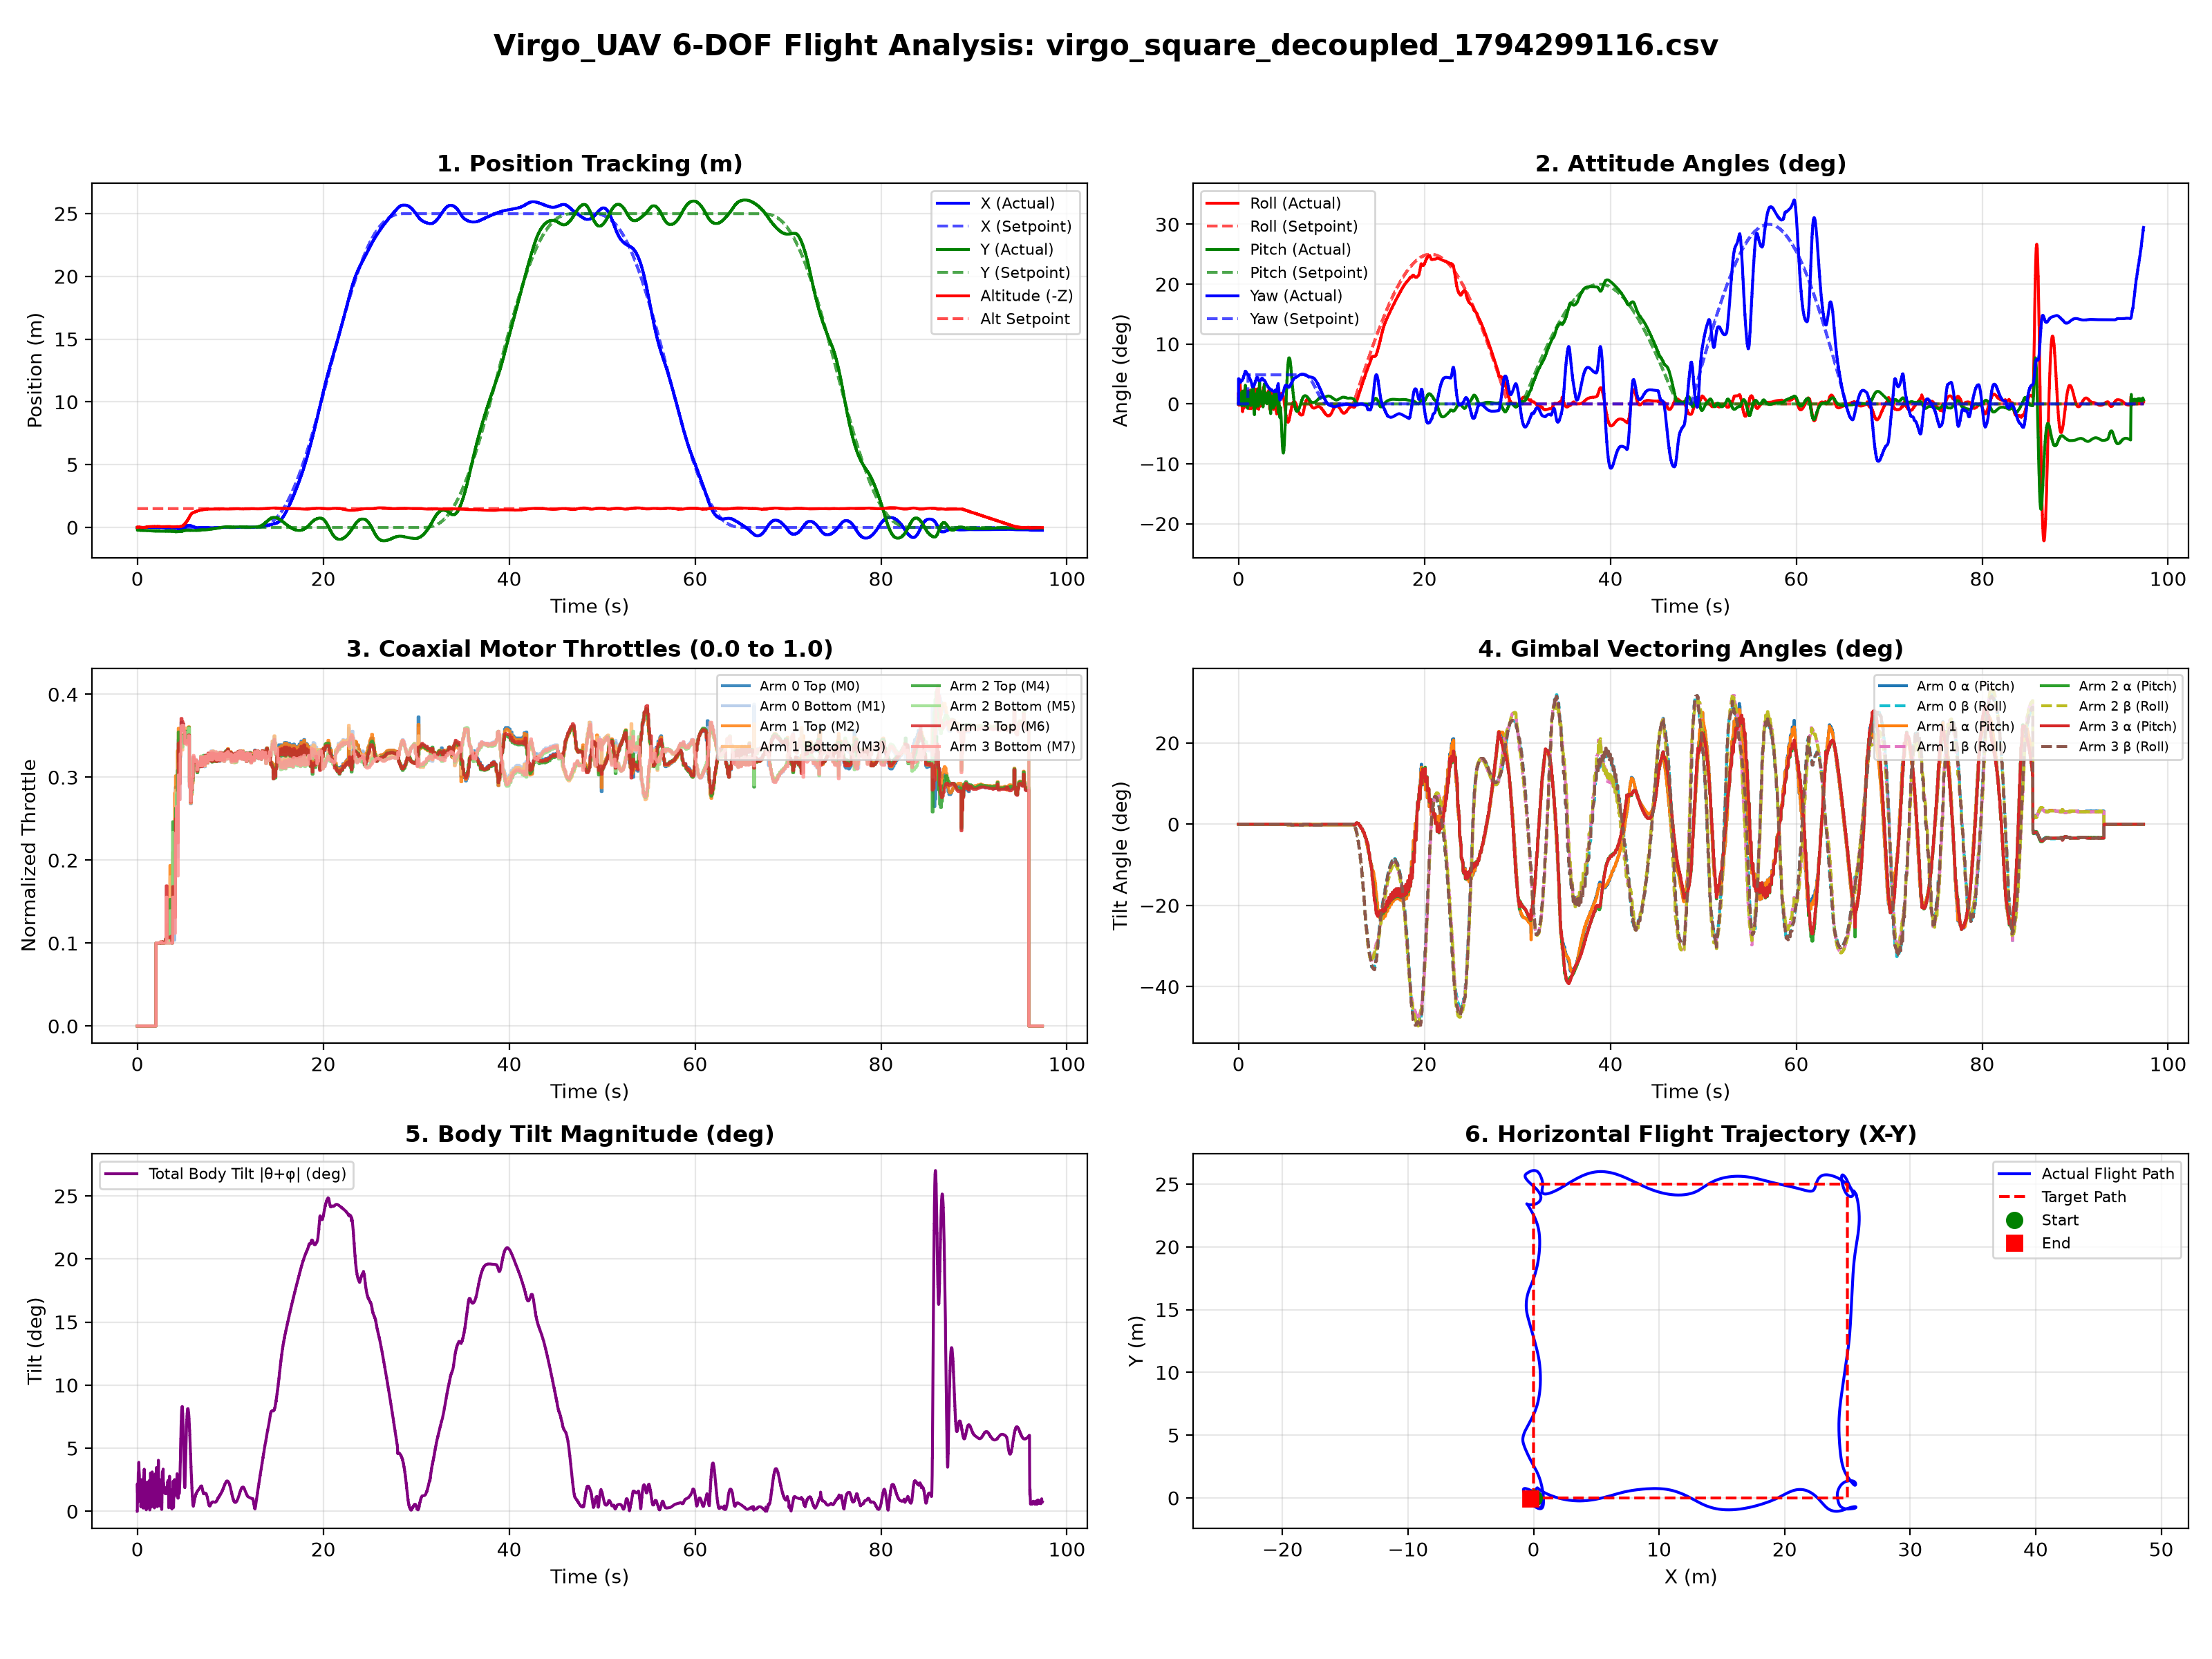 Virgo_UAV 6-DOF Flight Analysis: virgo_square_decoupled_1794299116.csv
1. Position Tracking (m)
Position (m)
25
20
15
10
5
0
0 20 40 60 80 100
Time (s)
X (Actual)
X (Setpoint)
Y (Actual)
Y (Setpoint)
Altitude (-Z)
Alt Setpoint
2. Attitude Angles (deg)
Angle (deg)
30
20
10
0
−10
−20
0 20 40 60 80 100
Time (s)
Roll (Actual)
Roll (Setpoint)
Pitch (Actual)
Pitch (Setpoint)
Yaw (Actual)
Yaw (Setpoint)
3. Coaxial Motor Throttles (0.0 to 1.0)
Normalized Throttle
0.4
0.3
0.2
0.1
0.0
0 20 40 60 80 100
Time (s)
Arm 0 Top (M0)
Arm 0 Bottom (M1)
Arm 1 Top (M2)
Arm 1 Bottom (M3)
Arm 2 Top (M4)
Arm 2 Bottom (M5)
Arm 3 Top (M6)
Arm 3 Bottom (M7)
4. Gimbal Vectoring Angles (deg)
Tilt Angle (deg)
20
0
−20
−40
0 20 40 60 80 100
Time (s)
Arm 0 α (Pitch)
Arm 0 β (Roll)
Arm 1 α (Pitch)
Arm 1 β (Roll)
Arm 2 α (Pitch)
Arm 2 β (Roll)
Arm 3 α (Pitch)
Arm 3 β (Roll)
5. Body Tilt Magnitude (deg)
Tilt (deg)
25
20
15
10
5
0
0 20 40 60 80 100
Time (s)
Total Body Tilt |θ+φ| (deg)
6. Horizontal Flight Trajectory (X-Y)
Y (m)
25
20
15
10
5
0
−20 −10 0 10 20 30 40 50
X (m)
Actual Flight Path
Target Path
Start
End